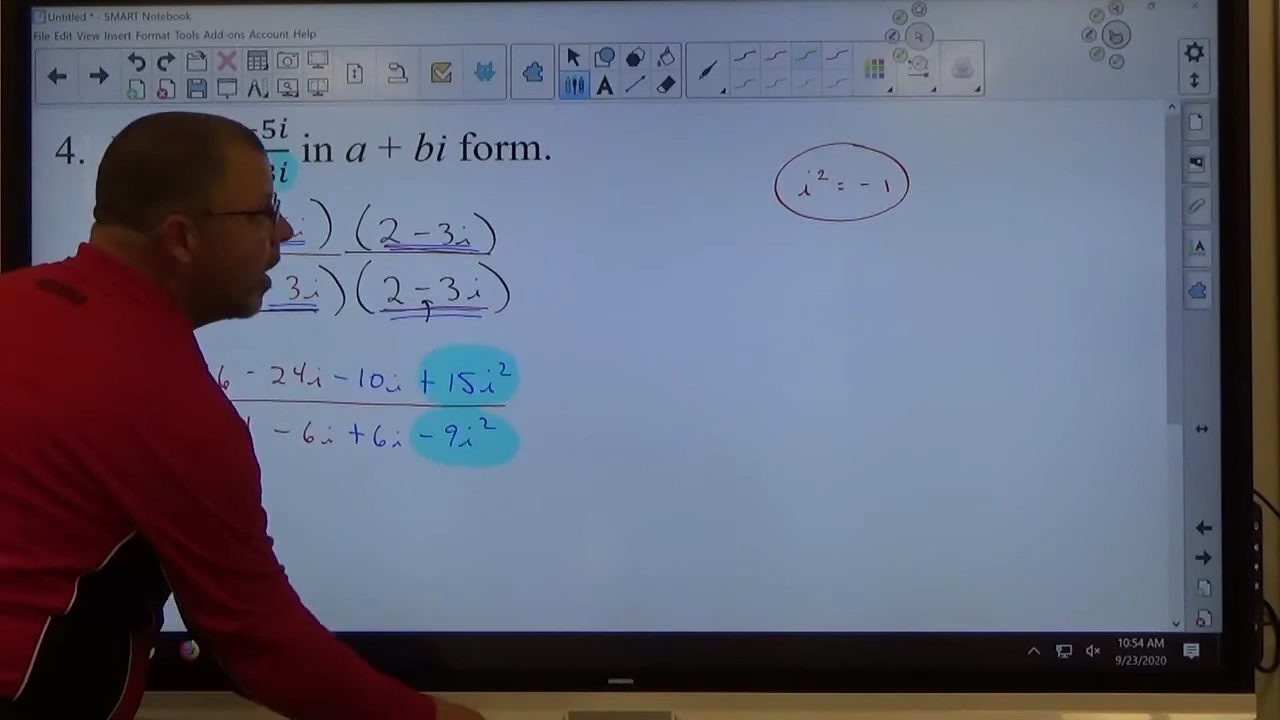 Untitled * - SMART Notebook
File Edit View Insert Format Tools Add-ons Account Help
4. -5i in a + bi form.
3i
i² = -1
i) (2 - 3i)
3i) (2 - 3i)
6 - 24i - 10i + 15i²
- 6i + 6i - 9i²
10:54 AM
9/23/2020